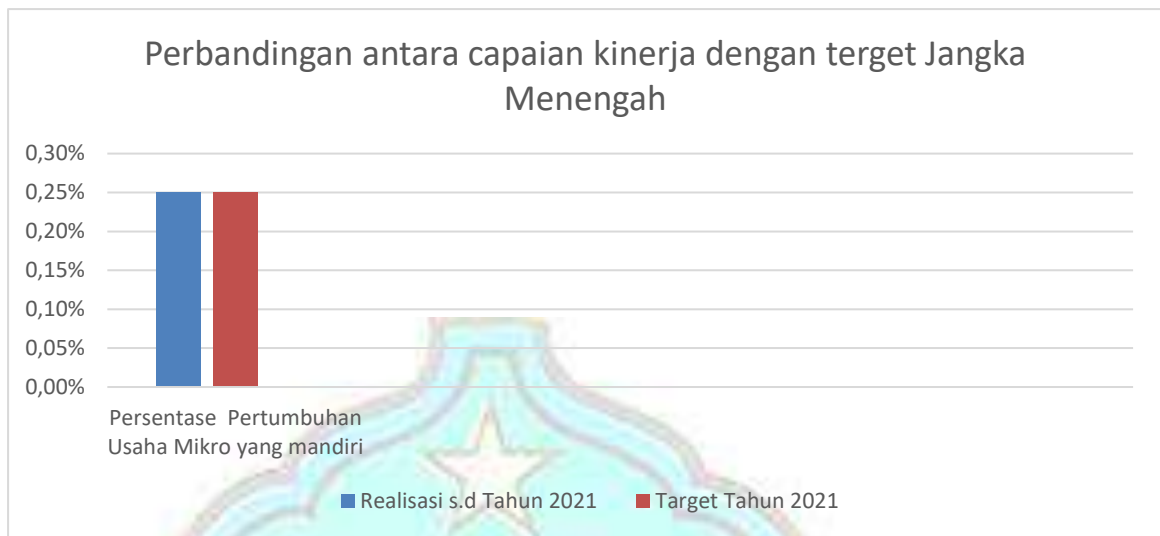 Perbandingan antara capaian kinerja dengan terget Jangka
Menengah
0,30%
0,25%
0,20%
0,15%
0,10%
0,05%
0,00%
Persentase Pertumbuhan
Usaha Mikro yang mandiri
Realisasi s.d Tahun 2021 Target Tahun 2021